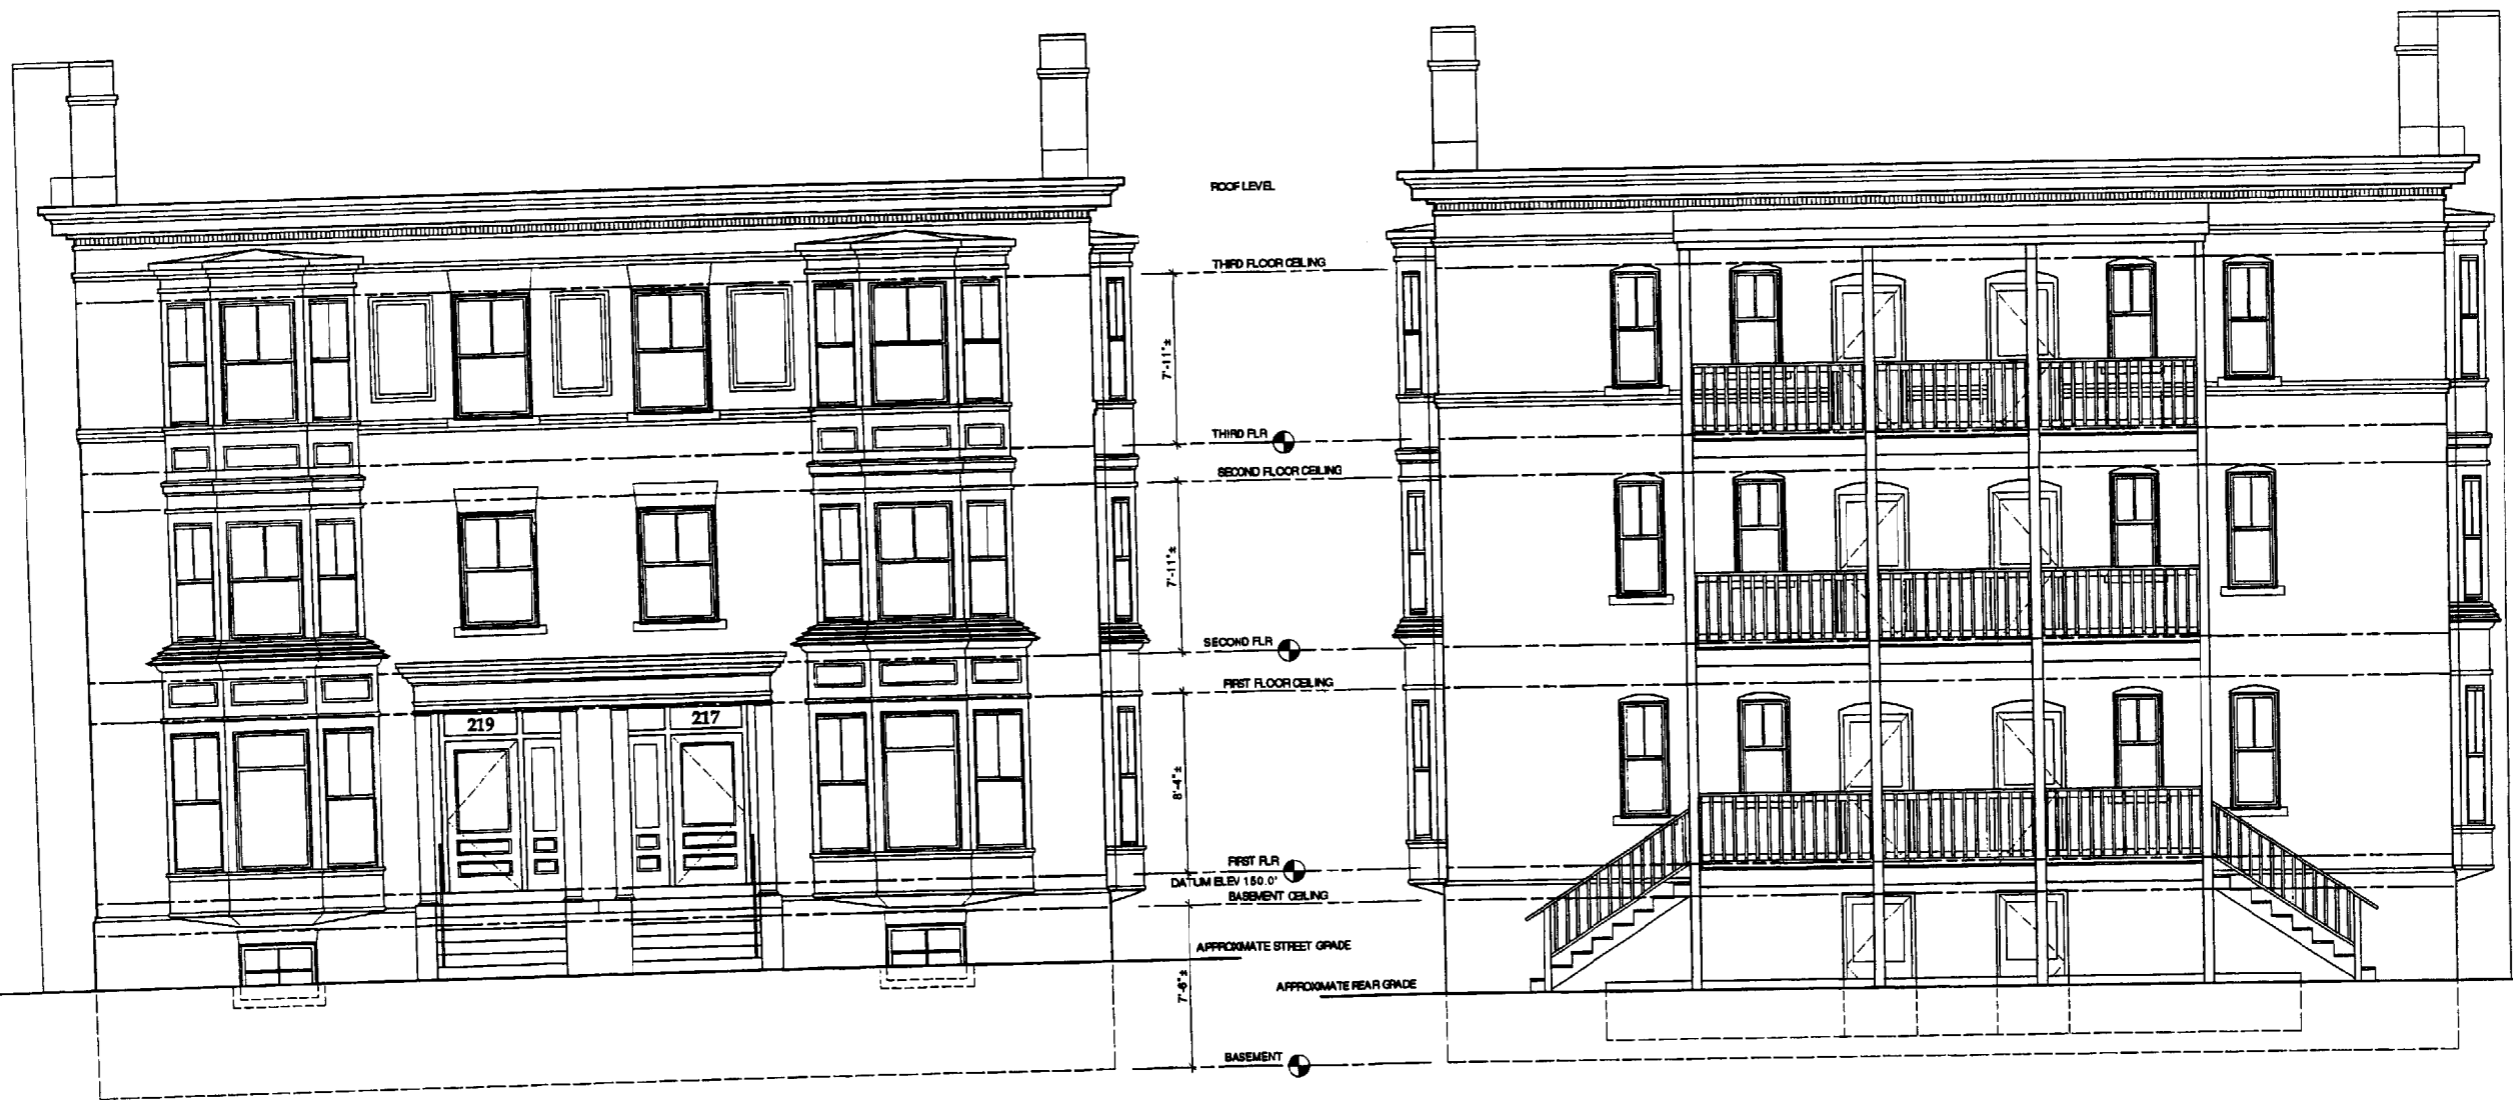 ROOF LEVEL
THIRD FLOOR CEILING
7'-11"±
THIRD FLR
SECOND FLOOR CEILING
7'-11"±
SECOND FLR
FIRST FLOOR CEILING
219
217
8'-4"±
FIRST FLR
DATUM ELEV 150.0'
BASEMENT CEILING
APPROXIMATE STREET GRADE
7'-6"±
APPROXIMATE REAR GRADE
BASEMENT